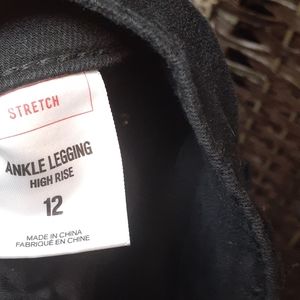 STRETCH
ANKLE LEGGING
HIGH RISE
12
MADE IN CHINA
FABRIQUÉ EN CHINE